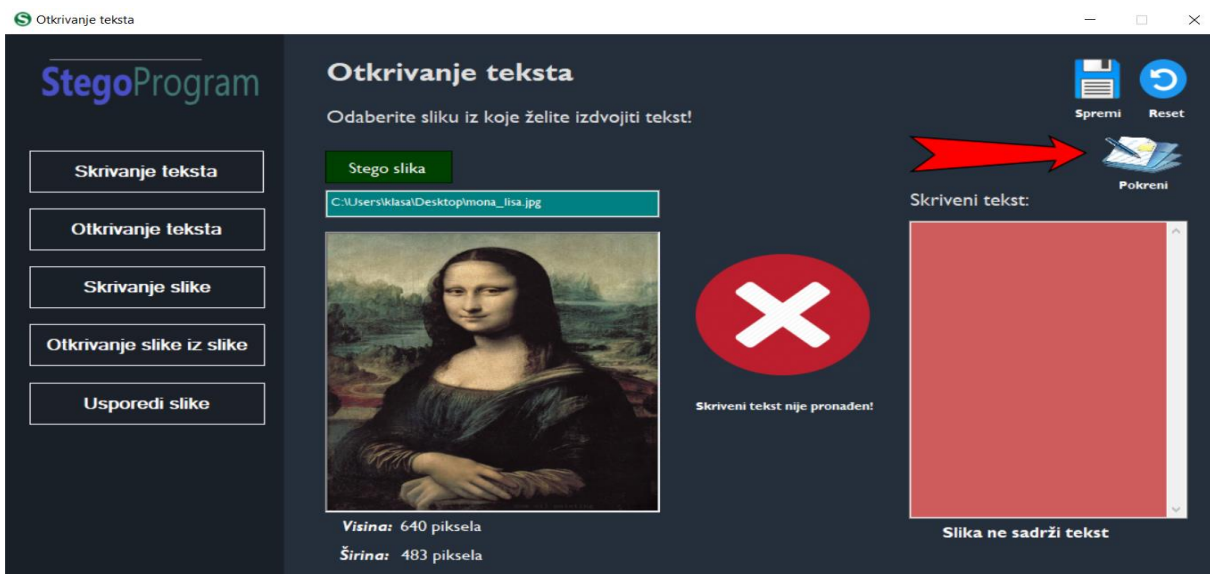 Otkrivanje teksta
StegoProgram
Skrivanje teksta
Otkrivanje teksta
Skrivanje slike
Otkrivanje slike iz slike
Usporedi slike
Otkrivanje teksta
Odaberite sliku iz koje želite izdvojiti tekst!
Stego slika
C:\Users\klasa\Desktop\mona_lisa.jpg
Visina: 640 piksela
Širina: 483 piksela
Skriveni tekst nije pronađen!
Spremi
Reset
Pokreni
Skriveni tekst:
Slika ne sadrži tekst